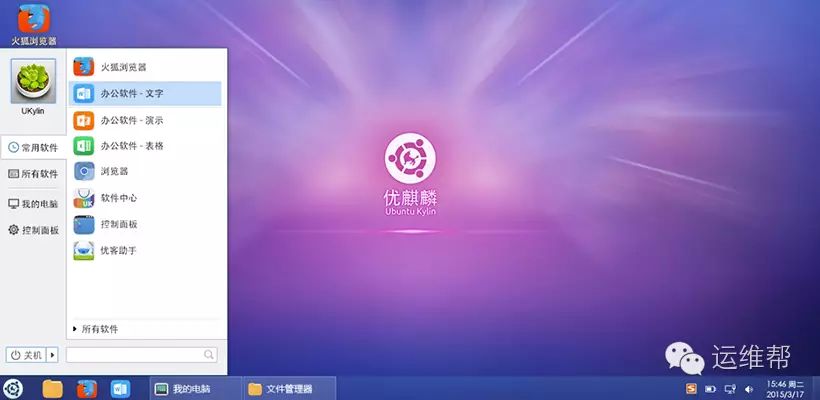 火狐浏览器
UKylin
常用软件
所有软件
我的电脑
控制面板
关机
火狐浏览器
办公软件 - 文字
办公软件 - 演示
办公软件 - 表格
浏览器
软件中心
控制面板
优客助手
所有软件
优麒麟
Ubuntu Kylin
运维帮
我的电脑
文件管理器
15:46 周二
2015/3/17